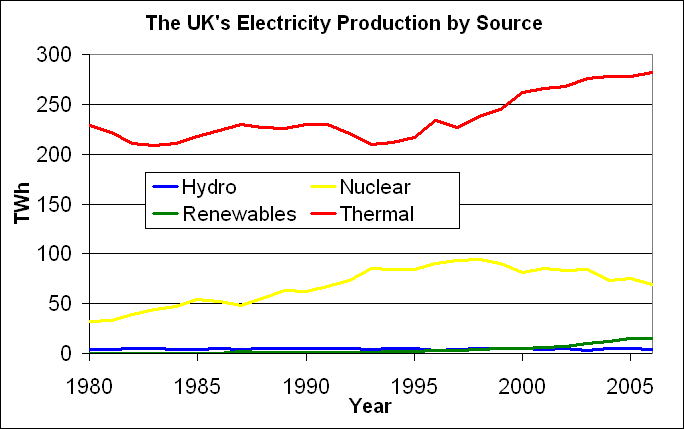 The UK's Electricity Production by Source
300
250
200
150
100
50
0
TWh
Hydro
Nuclear
Renewables
Thermal
1980
1985
1990
1995
2000
2005
Year